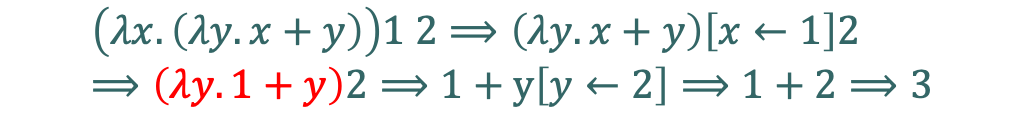 (λx.(λy.x + y))1 2 ⟹ (λy.x + y)[x ← 1]2
⟹ (λy.1 + y)2 ⟹ 1 + y[y ← 2] ⟹ 1 + 2 ⟹ 3